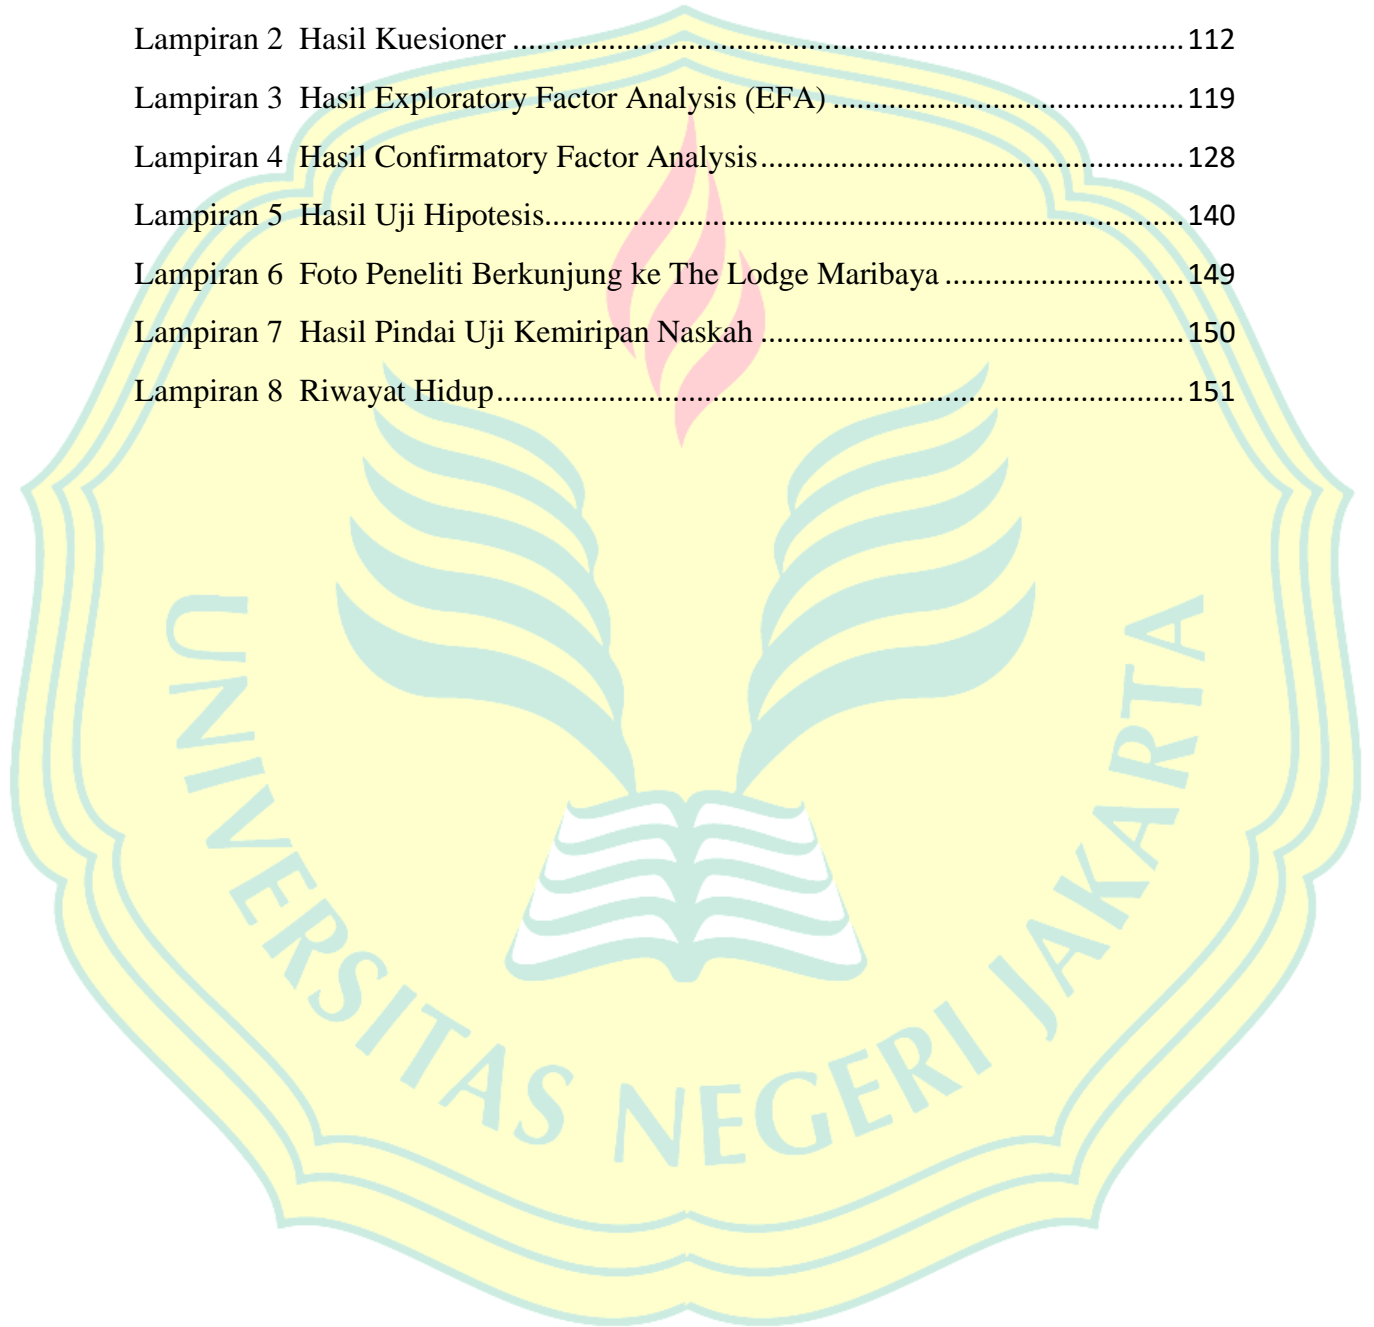 Lampiran 2  Hasil Kuesioner ..................................................................................... 112
Lampiran 3  Hasil Exploratory Factor Analysis (EFA) ............................................ 119
Lampiran 4  Hasil Confirmatory Factor Analysis ..................................................... 128
Lampiran 5  Hasil Uji Hipotesis................................................................................. 140
Lampiran 6  Foto Peneliti Berkunjung ke The Lodge Maribaya .............................. 149
Lampiran 7  Hasil Pindai Uji Kemiripan Naskah ..................................................... 150
Lampiran 8  Riwayat Hidup ...................................................................................... 151
UNIVERSITAS NEGERI JAKARTA